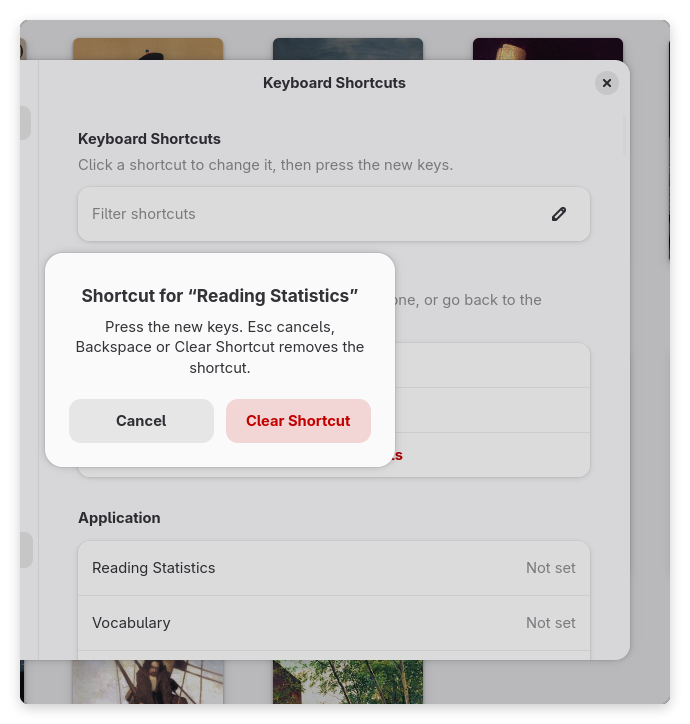 Keyboard Shortcuts
Keyboard Shortcuts
Click a shortcut to change it, then press the new keys.
Filter shortcuts
Shortcut for “Reading Statistics”
or go back to the
Press the new keys. Esc cancels,
Backspace or Clear Shortcut removes the
shortcut.
Cancel
Clear Shortcut
Application
Reading Statistics
Not set
Vocabulary
Not set